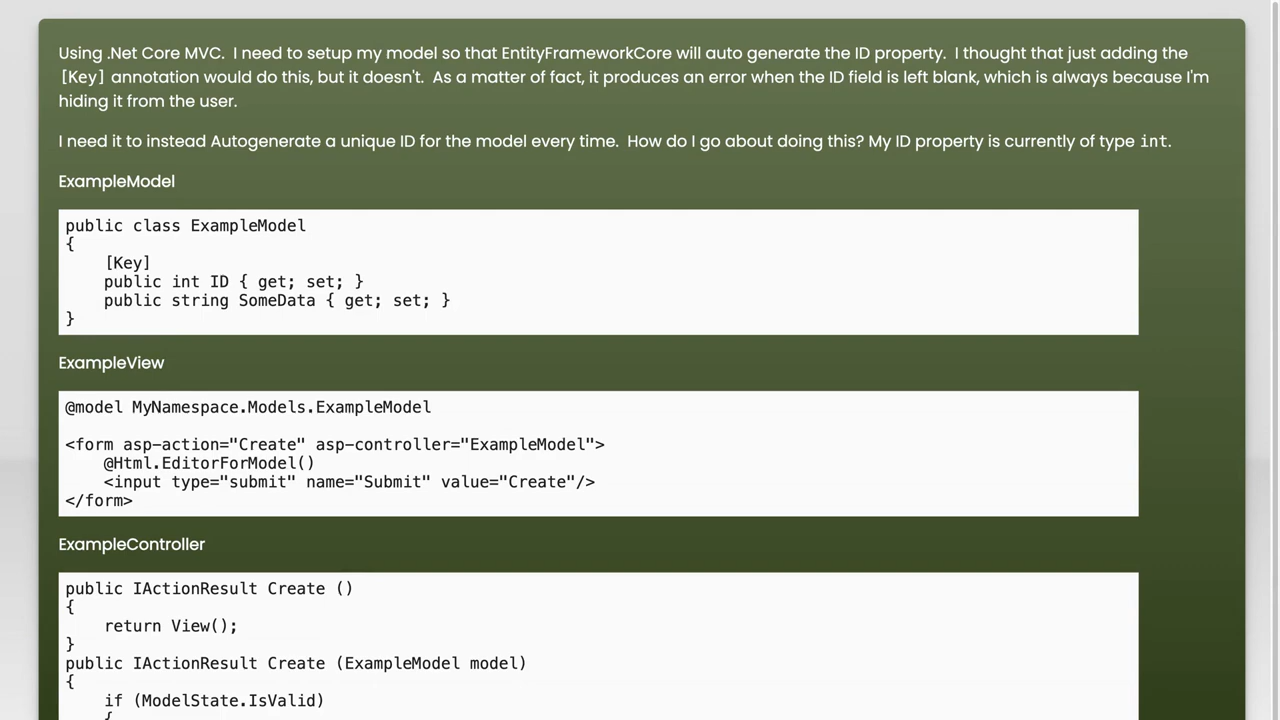 Using .Net Core MVC.  I need to setup my model so that EntityFrameworkCore will auto generate the ID property.  I thought that just adding the
[Key] annotation would do this, but it doesn't.  As a matter of fact, it produces an error when the ID field is left blank, which is always because I'm
hiding it from the user.
I need it to instead Autogenerate a unique ID for the model every time.  How do I go about doing this? My ID property is currently of type int.
ExampleModel
public class ExampleModel
{
    [Key]
    public int ID { get; set; }
    public string SomeData { get; set; }
}
ExampleView
@model MyNamespace.Models.ExampleModel
<form asp-action="Create" asp-controller="ExampleModel">
    @Html.EditorForModel()
    <input type="submit" name="Submit" value="Create"/>
</form>
ExampleController
public IActionResult Create ()
{
    return View();
}
public IActionResult Create (ExampleModel model)
{
    if (ModelState.IsValid)
    {